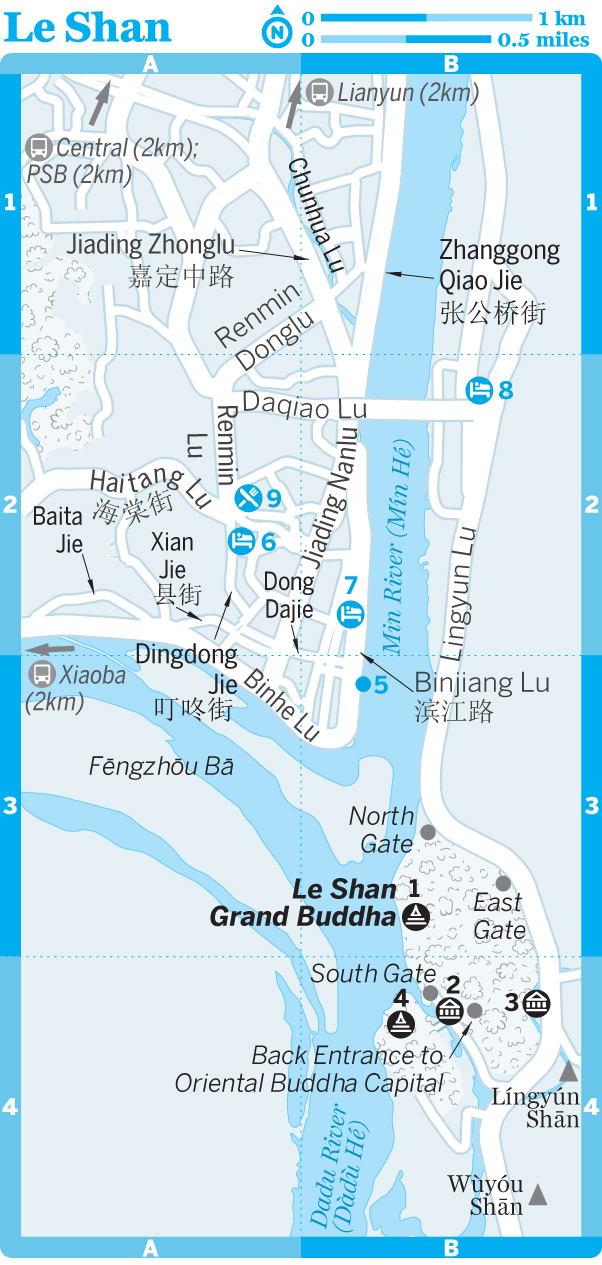 Le Shan
N
0 1 km
0 0.5 miles
A B
Lianyun (2km)
Central (2km);
PSB (2km)
1 1
Chunhua Lu
Jiading Zhonglu
嘉定中路
Zhanggong
Qiao Jie
张公桥街
Renmin
Donglu
8
Daqiao Lu
Renmin
Lu
Jiading Nanlu
Min River (Mín Hé)
2 2
Haitang Lu
海棠街
9
Baita
Jie
Xian
Jie
县街
6
Dong
Dajie
7
Lingyun Lu
Xiaoba
(2km)
Dingdong
Jie
叮咚街
Binhe Lu
5
Binjiang Lu
滨江路
Fēngzhōu Bā
3 3
North
Gate
Le Shan 1
Grand Buddha
East
Gate
South Gate
2
4
3
Back Entrance to
Oriental Buddha Capital
Língyún
Shān
4 4
Dadu River
(Dàdù Hé)
Wùyóu
Shān
A B